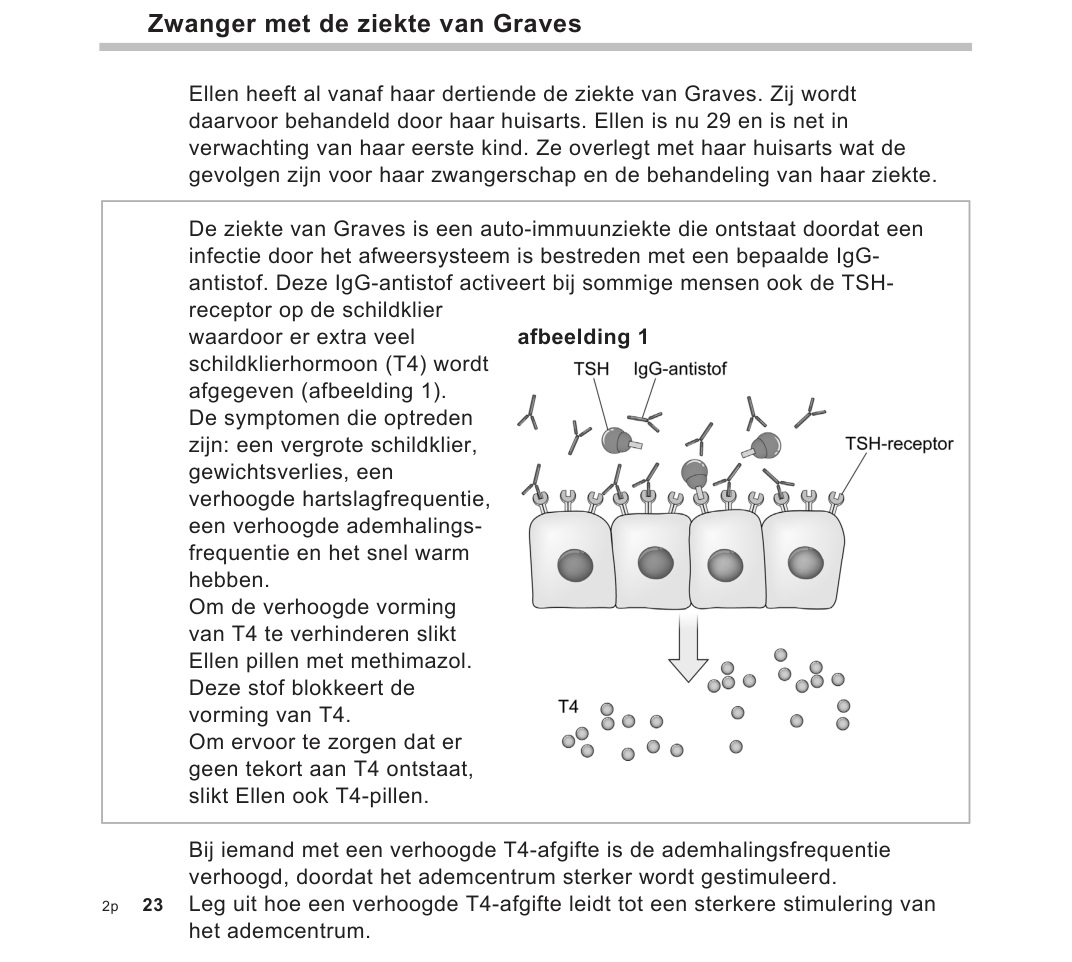 Zwanger met de ziekte van Graves
Ellen heeft al vanaf haar dertiende de ziekte van Graves. Zij wordt
daarvoor behandeld door haar huisarts. Ellen is nu 29 en is net in
verwachting van haar eerste kind. Ze overlegt met haar huisarts wat de
gevolgen zijn voor haar zwangerschap en de behandeling van haar ziekte.
De ziekte van Graves is een auto-immuunziekte die ontstaat doordat een
infectie door het afweersysteem is bestreden met een bepaalde IgG-
antistof. Deze IgG-antistof activeert bij sommige mensen ook de TSH-
receptor op de schildklier
waardoor er extra veel
schildklierhormoon (T4) wordt
afgegeven (afbeelding 1).
De symptomen die optreden
zijn: een vergrote schildklier,
gewichtsverlies, een
verhoogde hartslagfrequentie,
een verhoogde ademhalings-
frequentie en het snel warm
hebben.
Om de verhoogde vorming
van T4 te verhinderen slikt
Ellen pillen met methimazol.
Deze stof blokkeert de
vorming van T4.
Om ervoor te zorgen dat er
geen tekort aan T4 ontstaat,
slikt Ellen ook T4-pillen.
afbeelding 1
TSH IgG-antistof
TSH-receptor
T4
Bij iemand met een verhoogde T4-afgifte is de ademhalingsfrequentie
verhoogd, doordat het ademcentrum sterker wordt gestimuleerd.
2p 23 Leg uit hoe een verhoogde T4-afgifte leidt tot een sterkere stimulering van
het ademcentrum.